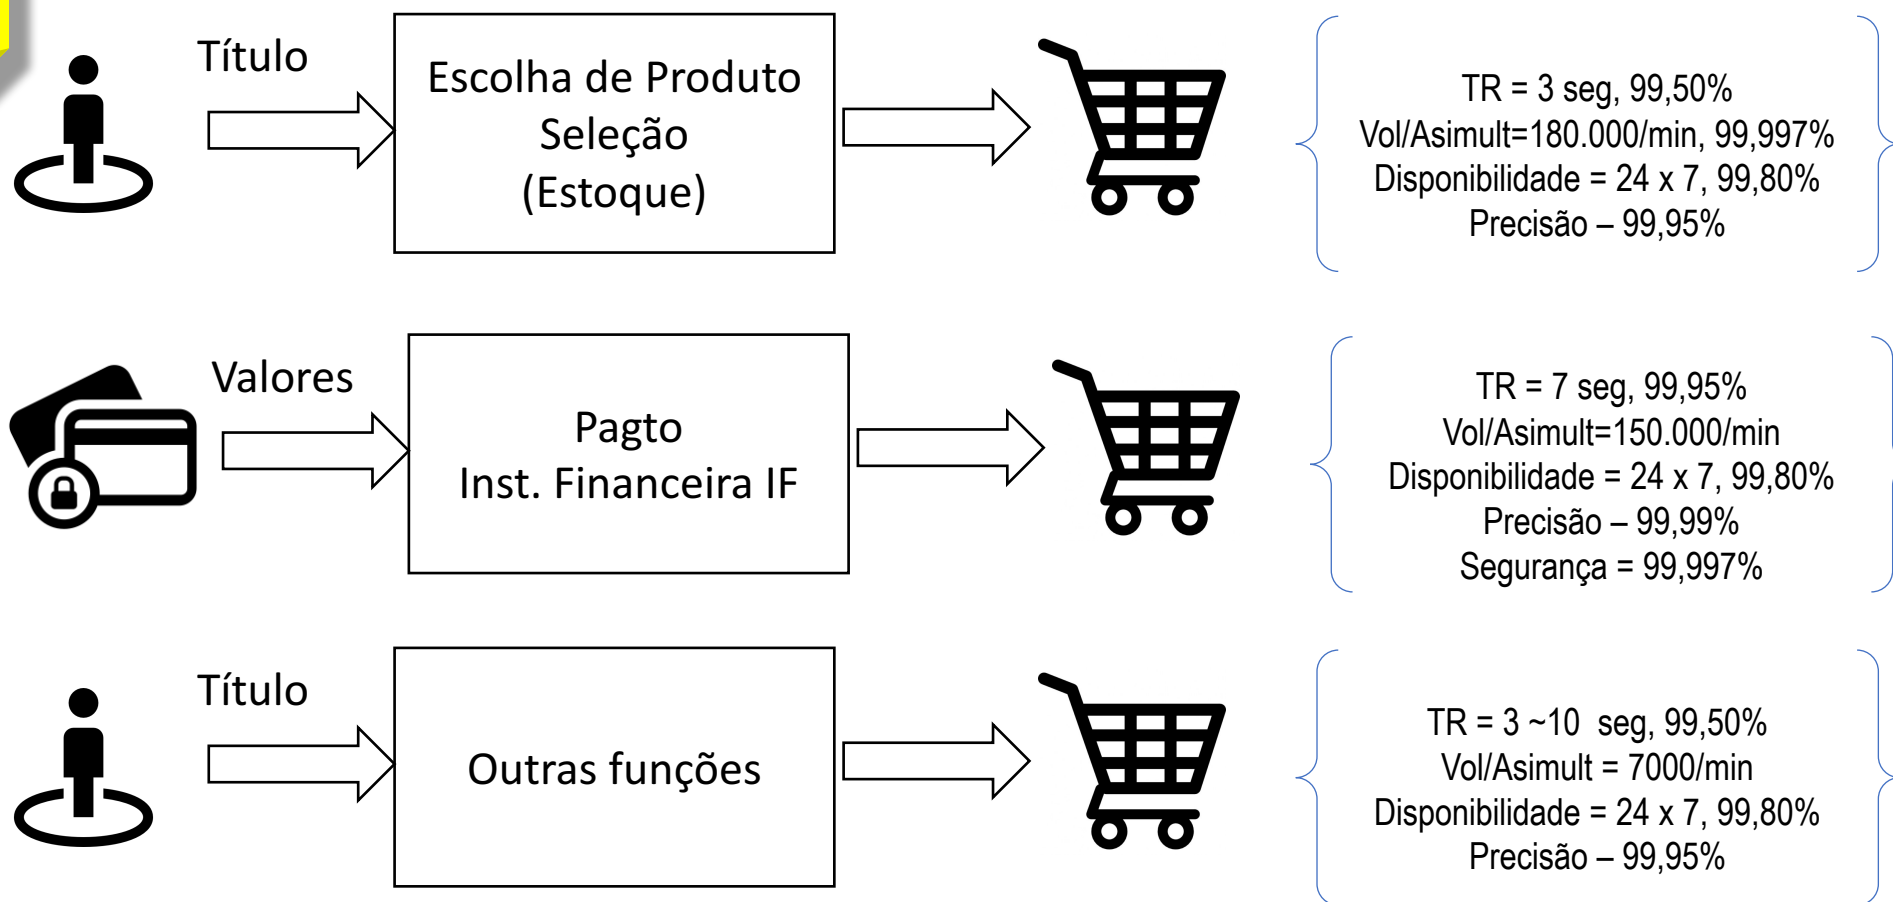 Título
Escolha de Produto
Seleção
(Estoque)
TR = 3 seg, 99,50%
Vol/Asimult=180.000/min, 99,997%
Disponibilidade = 24 x 7, 99,80%
Precisão – 99,95%
Valores
Pagto
Inst. Financeira IF
TR = 7 seg, 99,95%
Vol/Asimult=150.000/min
Disponibilidade = 24 x 7, 99,80%
Precisão – 99,99%
Segurança = 99,997%
Título
Outras funções
TR = 3 ~10 seg, 99,50%
Vol/Asimult = 7000/min
Disponibilidade = 24 x 7, 99,80%
Precisão – 99,95%